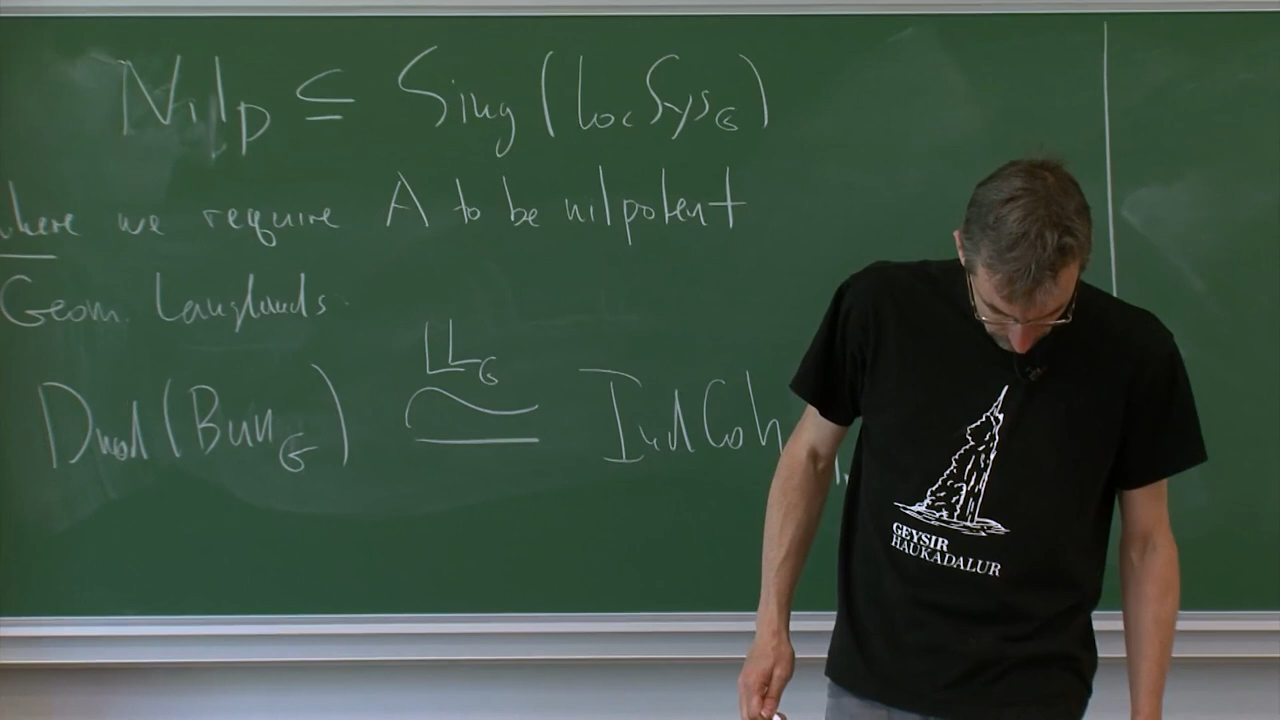 Nilp ⊆ Sing(LocSys_G)
where we require A to be nilpotent
Geom. Langlands.
LL_G
Dmod(Bun_G) ≅ IndCoh
GEYSIR
HAUKADALUR